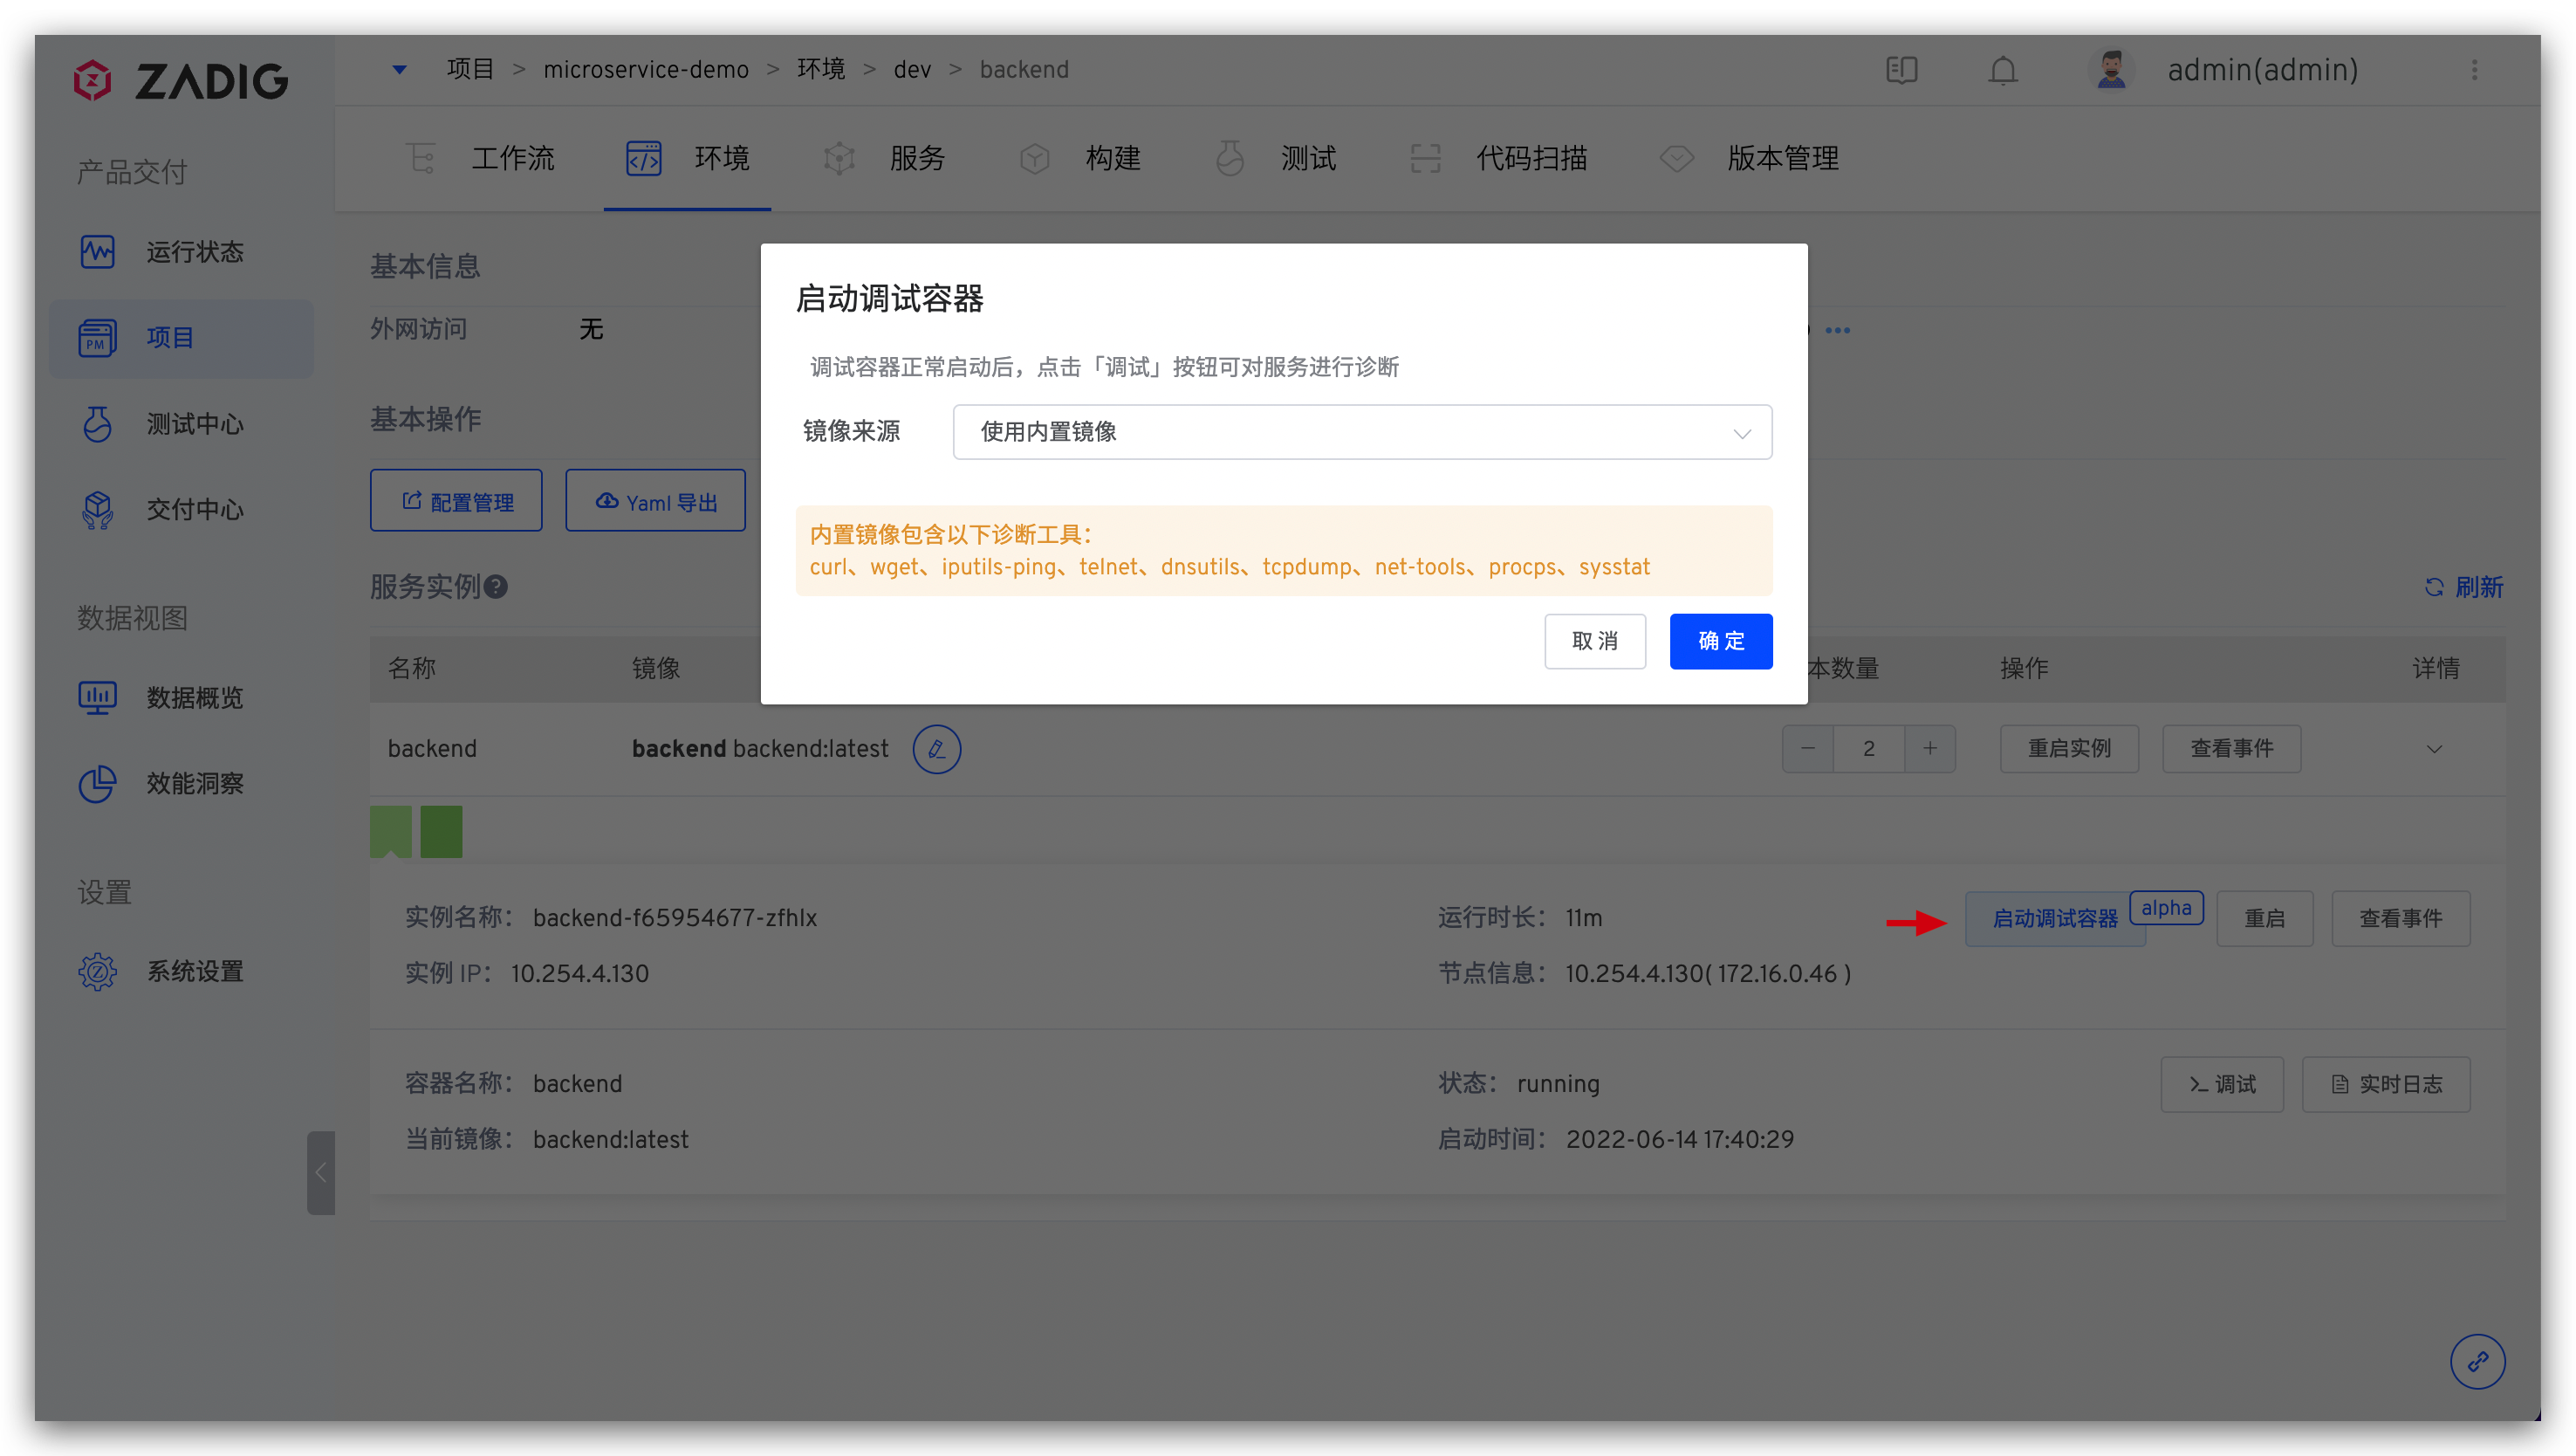 ZADIG
项目 > microservice-demo > 环境 > dev > backend
admin(admin)
产品交付
运行状态
PM 项目
测试中心
交付中心
数据视图
数据概览
效能洞察
设置
系统设置
工作流 环境 服务 构建 测试 代码扫描 版本管理
基本信息
外网访问 无
基本操作
配置管理 Yaml 导出
服务实例
刷新
启动调试容器
调试容器正常启动后，点击「调试」按钮可对服务进行诊断
镜像来源 使用内置镜像
内置镜像包含以下诊断工具：
curl、wget、iputils-ping、telnet、dnsutils、tcpdump、net-tools、procps、sysstat
取消 确定
名称 镜像 本数量 操作 详情
backend backend backend:latest − 2 + 重启实例 查看事件
实例名称： backend-f65954677-zfhlx 运行时长： 11m 启动调试容器 alpha 重启 查看事件
实例 IP： 10.254.4.130 节点信息： 10.254.4.130( 172.16.0.46 )
容器名称： backend 状态： running >_ 调试 实时日志
当前镜像： backend:latest 启动时间： 2022-06-14 17:40:29